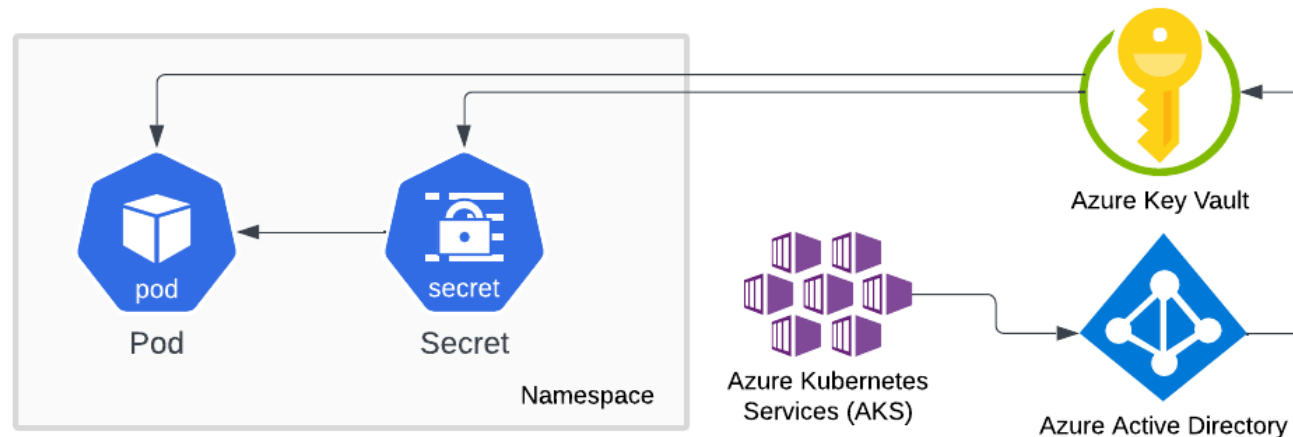 Azure Key Vault
pod
secret
Pod
Secret
Namespace
Azure Kubernetes
Services (AKS)
Azure Active Directory